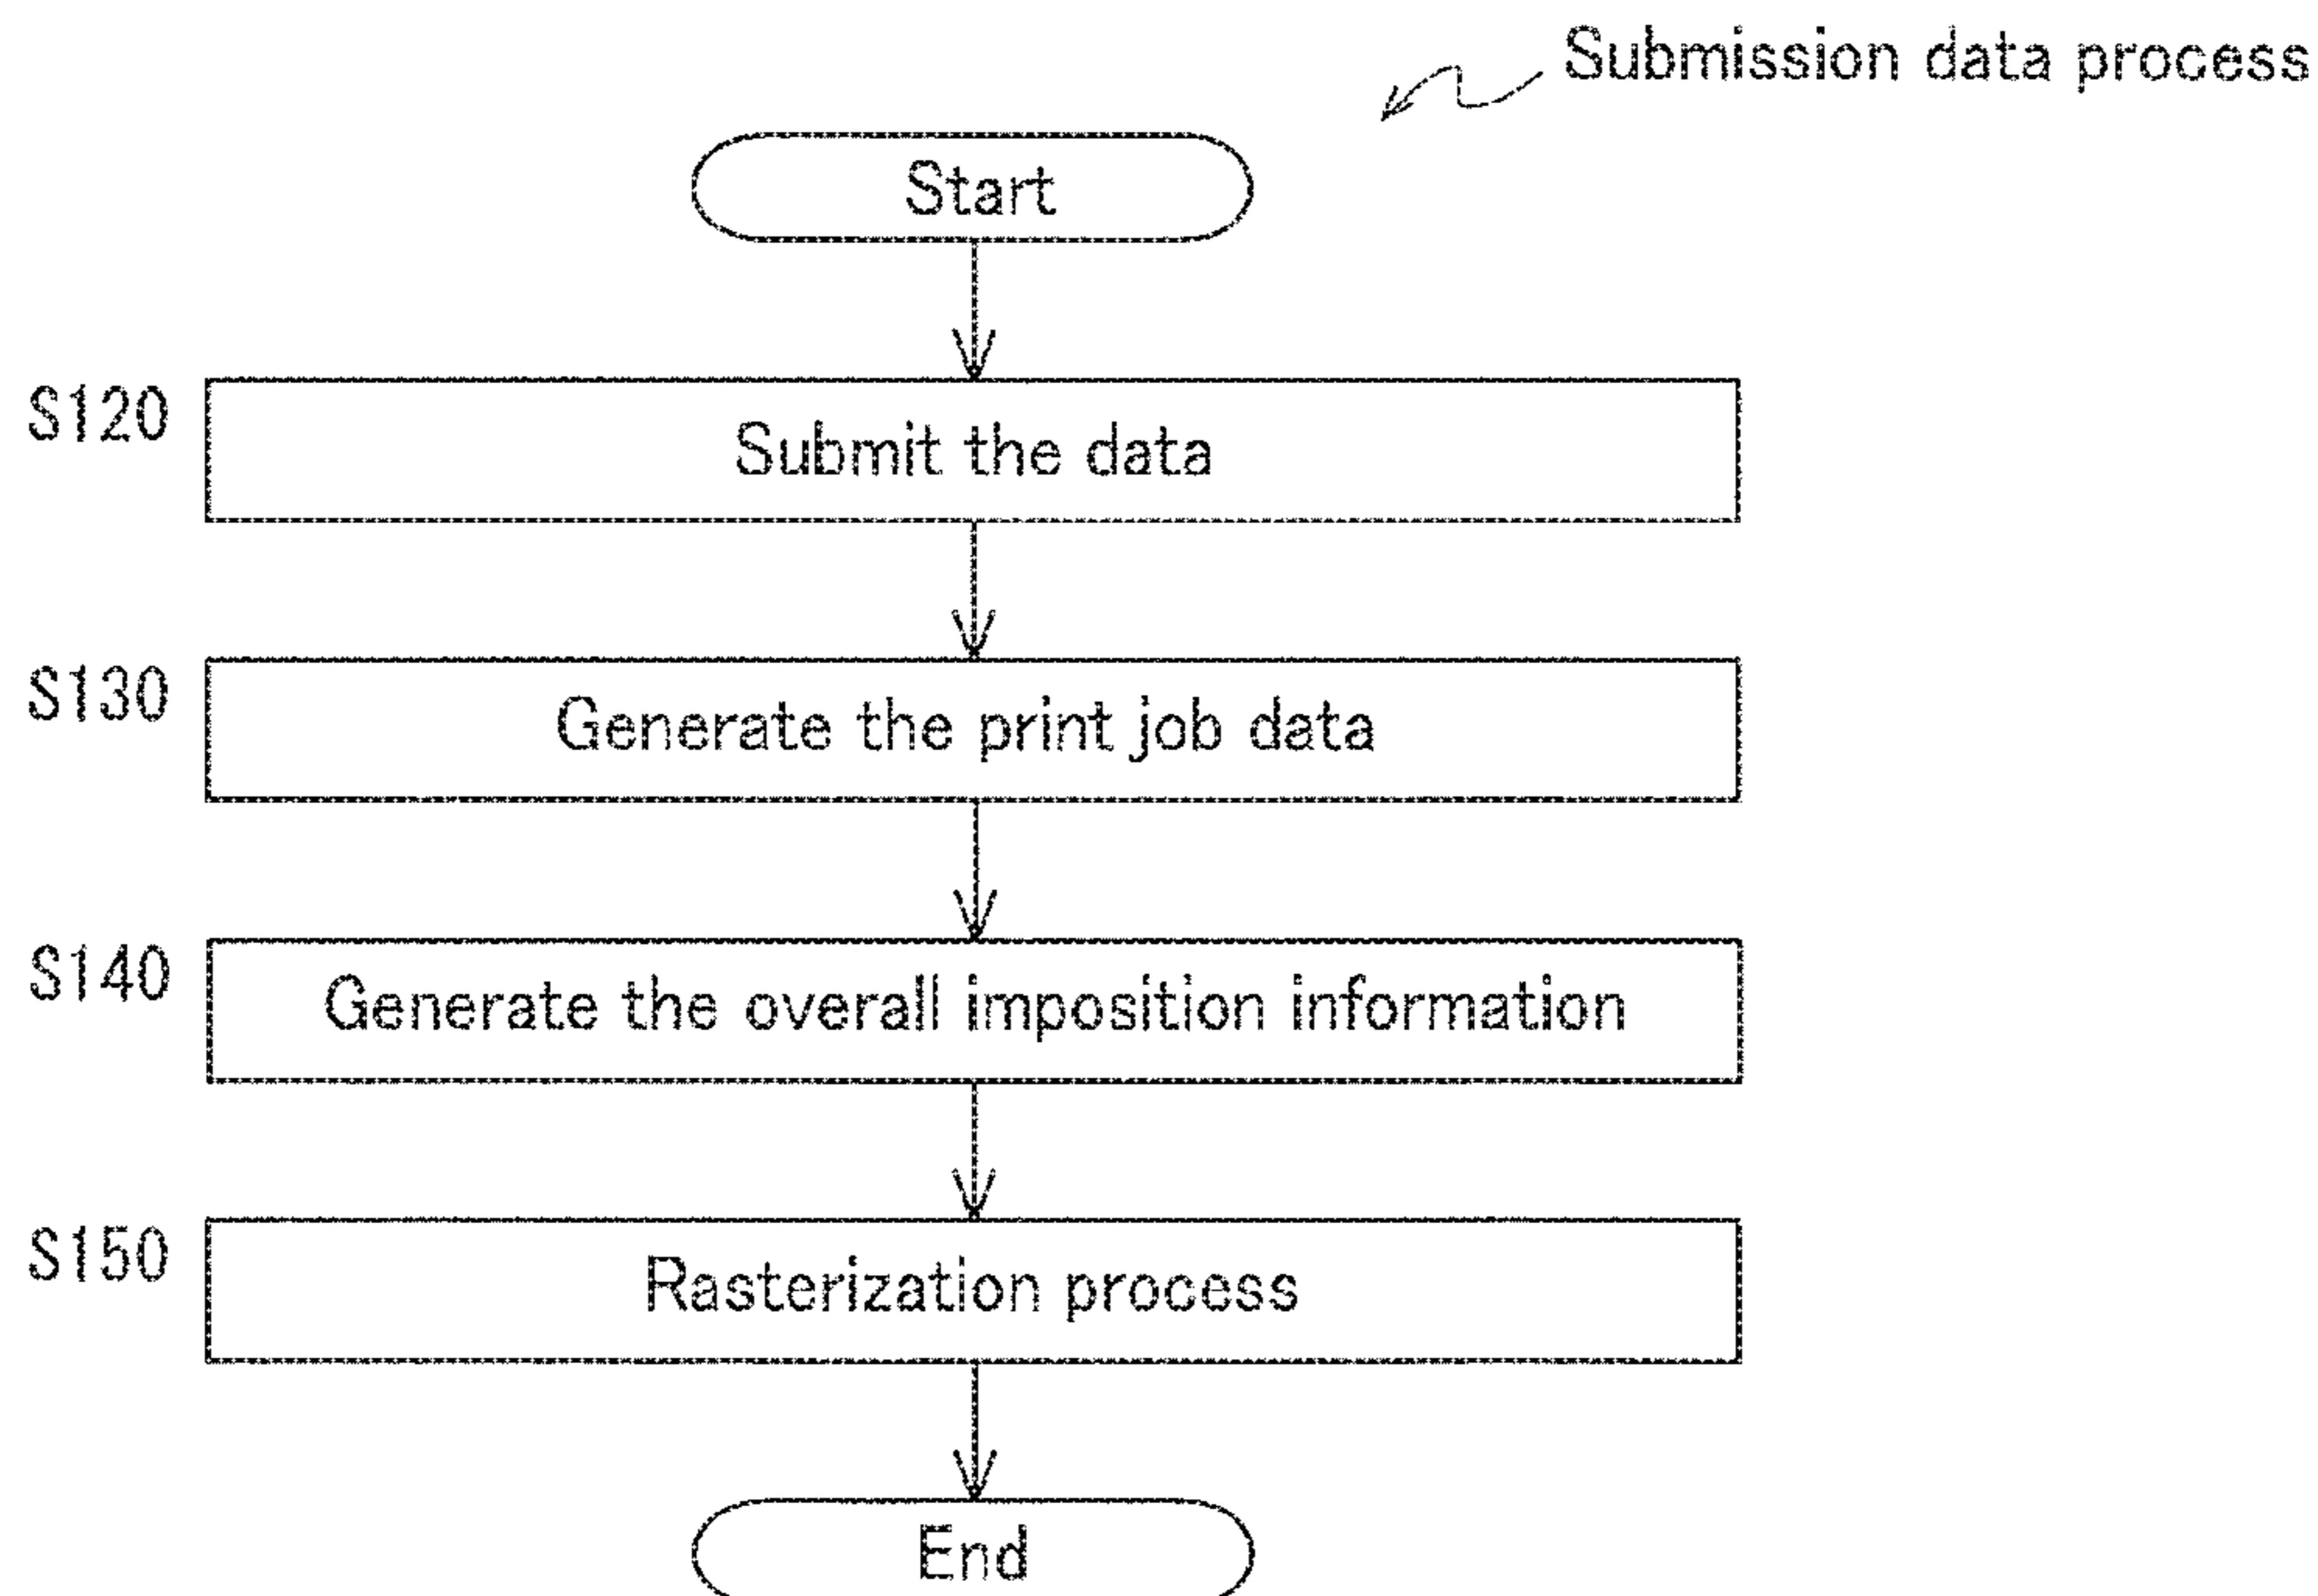 Submission data process
Start
S120
Submit the data
S130
Generate the print job data
S140
Generate the overall imposition information
S150
Rasterization process
End